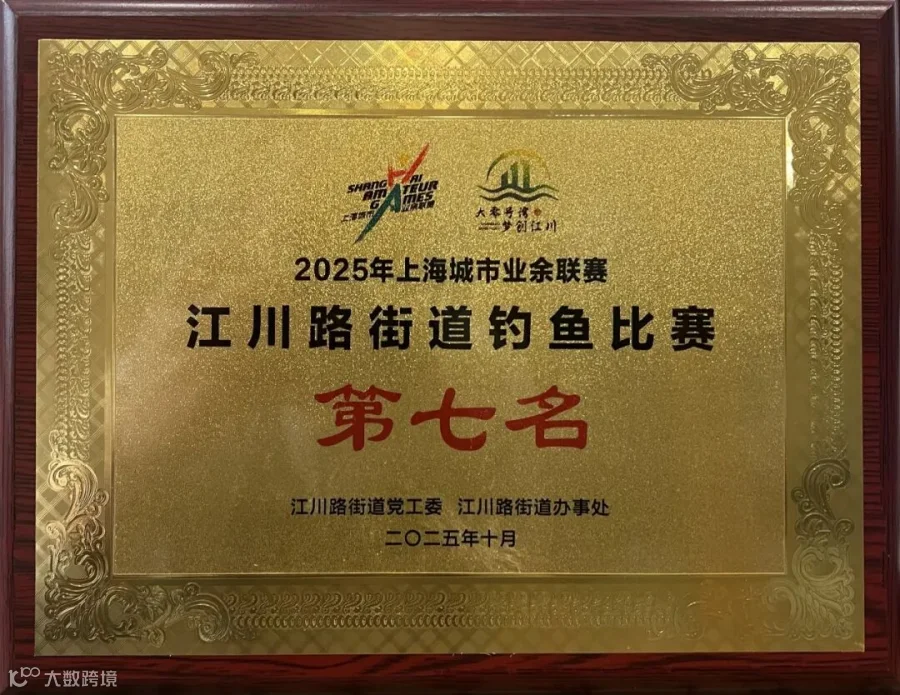 SHANGHAI
AMATEUR
GAMES
上海城市业余联赛
大零号湾
梦创江川
2025年上海城市业余联赛
江川路街道钓鱼比赛
第七名
江川路街道党工委 江川路街道办事处
二〇二五年十月
大数跨境